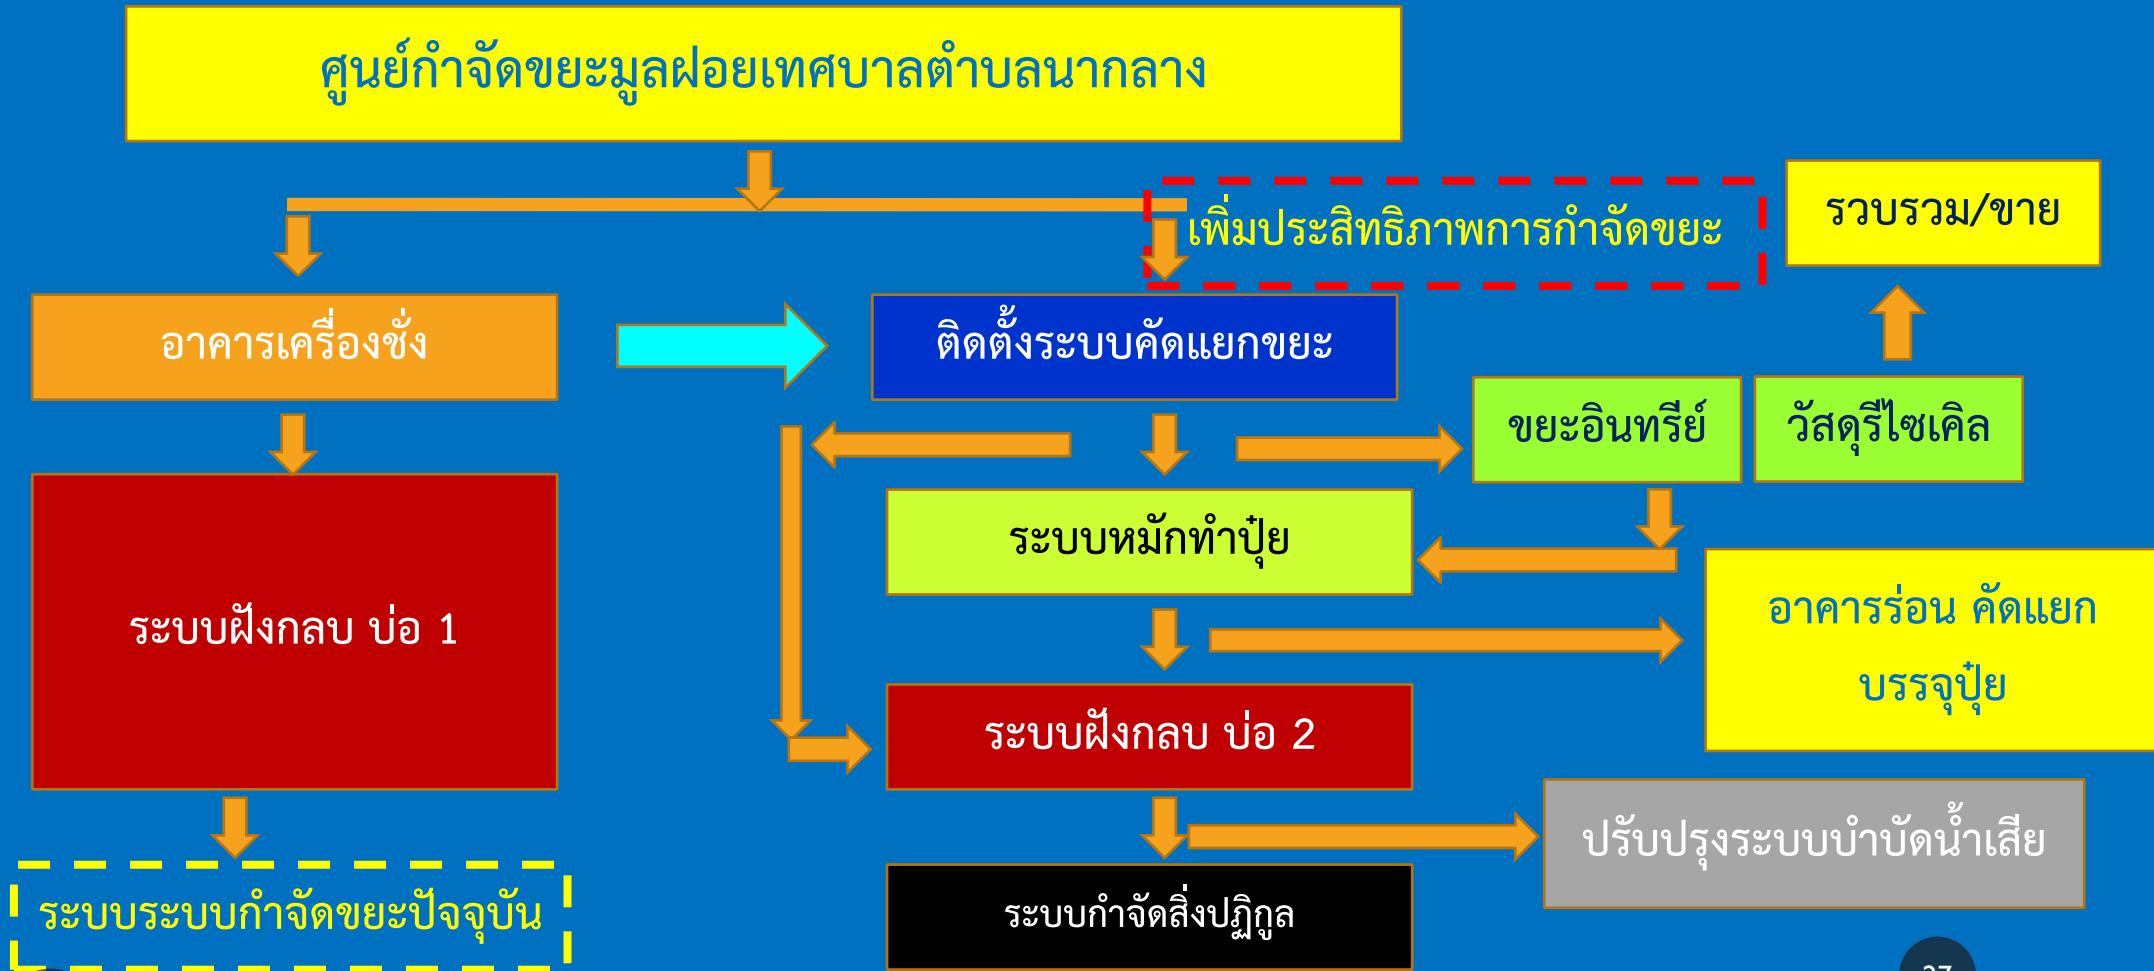 ศูนย์กำจัดขยะมูลฝอยเทศบาลตำบลนากลาง
เพิ่มประสิทธิภาพการกำจัดขยะ
รวบรวม/ขาย
อาคารเครื่องชั่ง
ติดตั้งระบบคัดแยกขยะ
ขยะอินทรีย์
วัสดุรีไซเคิล
ระบบหมักทำปุ๋ย
ระบบฝังกลบ บ่อ 1
อาคารร่อน คัดแยก
บรรจุปุ๋ย
ระบบฝังกลบ บ่อ 2
ปรับปรุงระบบบำบัดน้ำเสีย
ระบบระบบกำจัดขยะปัจจุบัน
ระบบกำจัดสิ่งปฏิกูล
27